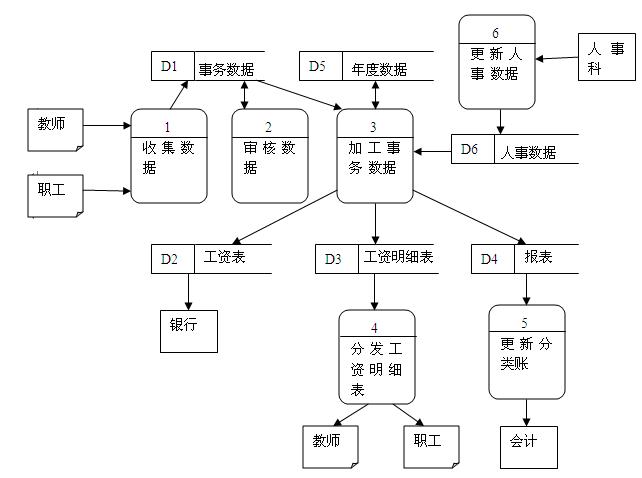 6
更新人
事数据
人事
科
D1
事务数据
D5
年度数据
教师
1
收集数
据
2
审核数
据
3
加工事
务数据
D6
人事数据
职工
D2
工资表
D3
工资明细表
D4
报表
银行
4
分发工
资明细
表
5
更新分
类账
教师
职工
会计